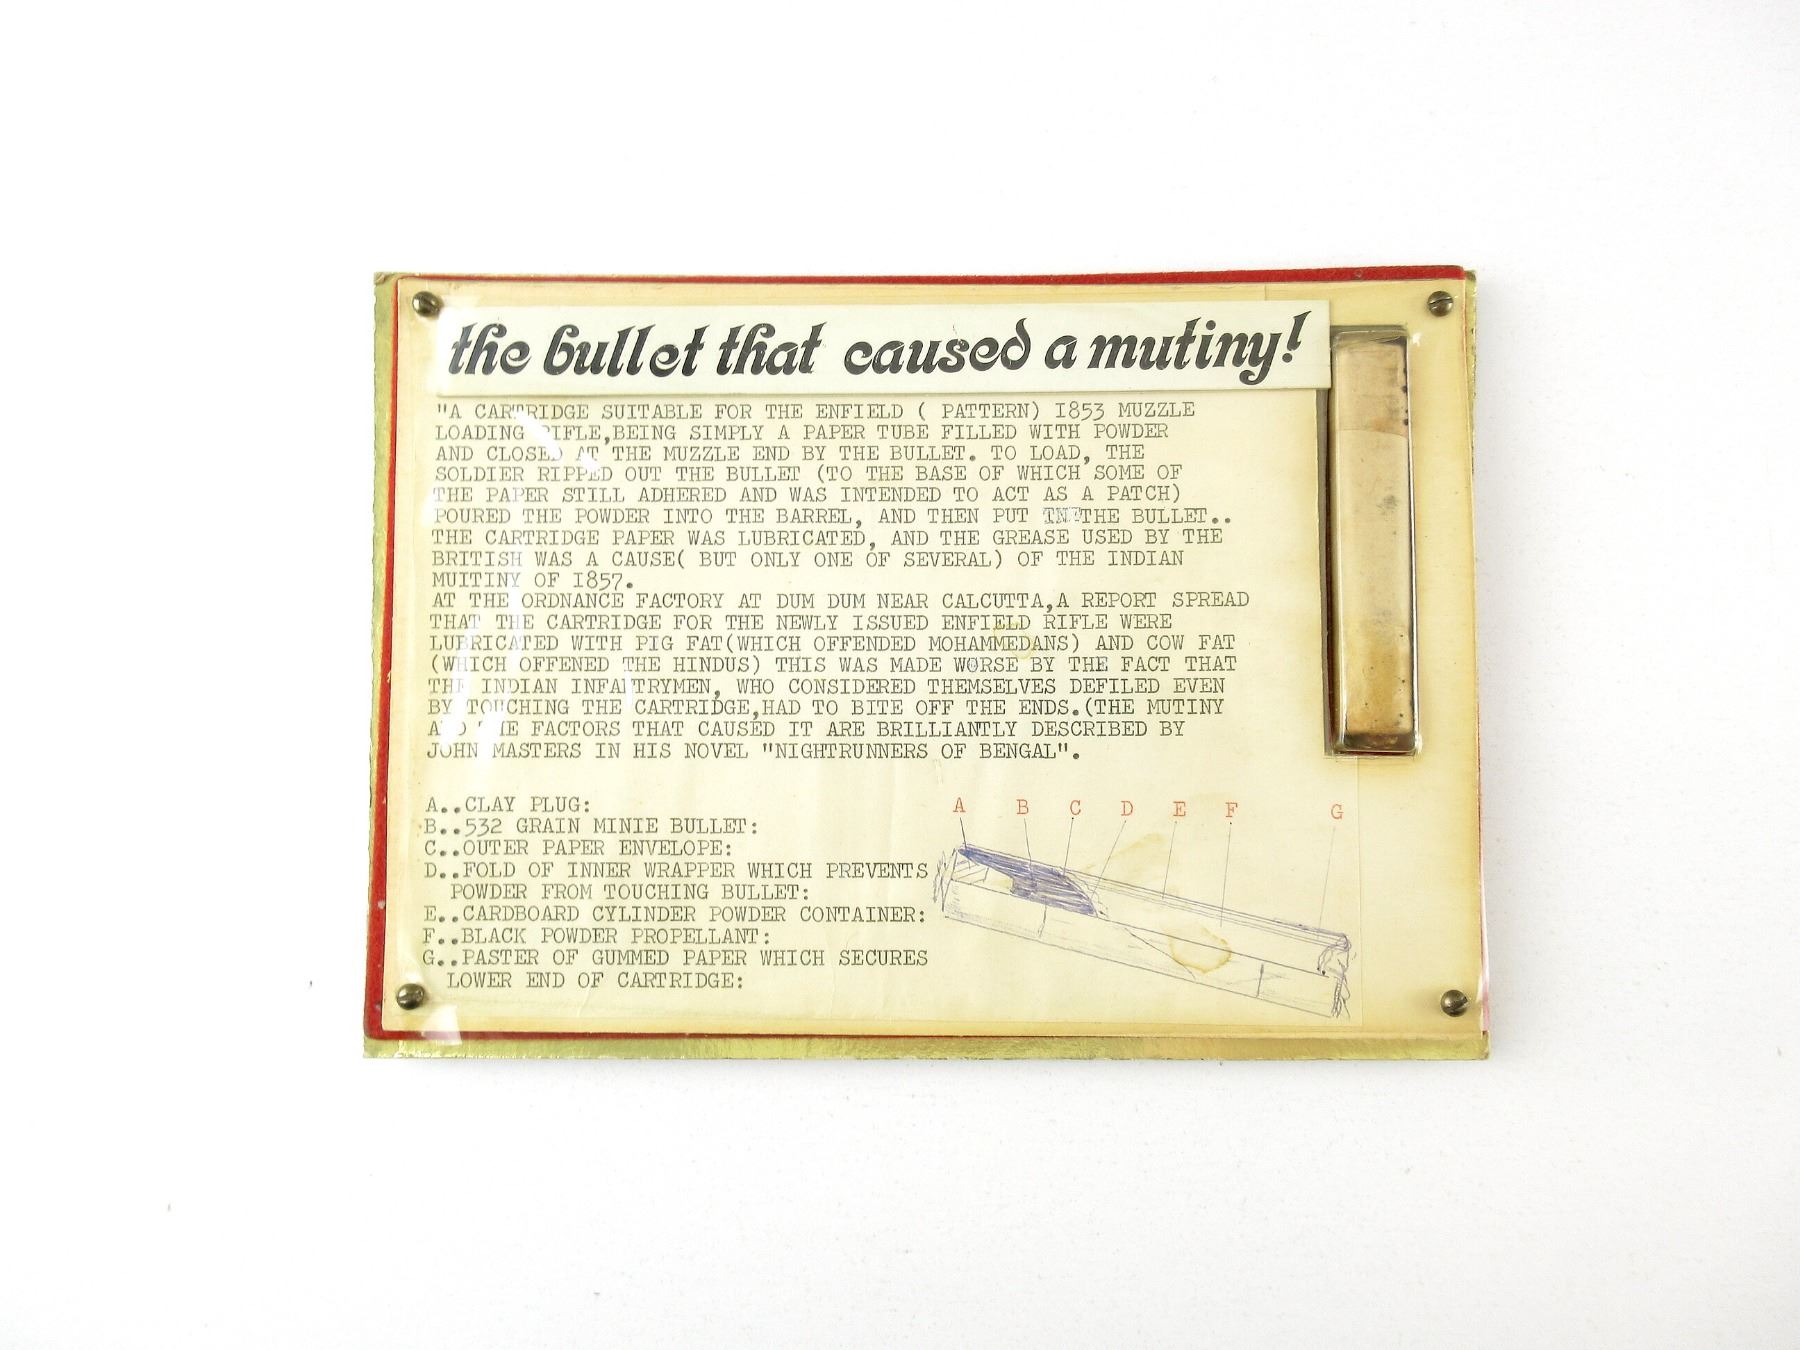 the bullet that caused a mutiny!
"A CARTRIDGE SUITABLE FOR THE ENFIELD ( PATTERN) I853 MUZZLE
LOADING RIFLE,BEING SIMPLY A PAPER TUBE FILLED WITH POWDER
AND CLOSED AT THE MUZZLE END BY THE BULLET. TO LOAD, THE
SOLDIER RIPPED OUT THE BULLET (TO THE BASE OF WHICH SOME OF
THE PAPER STILL ADHERED AND WAS INTENDED TO ACT AS A PATCH)
POURED THE POWDER INTO THE BARREL, AND THEN PUT THE BULLET..
THE CARTRIDGE PAPER WAS LUBRICATED, AND THE GREASE USED BY THE
BRITISH WAS A CAUSE( BUT ONLY ONE OF SEVERAL) OF THE INDIAN
MUITINY OF I857.
AT THE ORDNANCE FACTORY AT DUM DUM NEAR CALCUTTA,A REPORT SPREAD
THAT THE CARTRIDGE FOR THE NEWLY ISSUED ENFIELD RIFLE WERE
LUBRICATED WITH PIG FAT(WHICH OFFENDED MOHAMMEDANS) AND COW FAT
(WHICH OFFENED THE HINDUS) THIS WAS MADE WORSE BY THE FACT THAT
THE INDIAN INFANTRYMEN, WHO CONSIDERED THEMSELVES DEFILED EVEN
BY TOUCHING THE CARTRIDGE,HAD TO BITE OFF THE ENDS.(THE MUTINY
AND THE FACTORS THAT CAUSED IT ARE BRILLIANTLY DESCRIBED BY
JOHN MASTERS IN HIS NOVEL "NIGHTRUNNERS OF BENGAL".
A..CLAY PLUG:
B..532 GRAIN MINIE BULLET:
C..OUTER PAPER ENVELOPE:
D..FOLD OF INNER WRAPPER WHICH PREVENTS
POWDER FROM TOUCHING BULLET:
E..CARDBOARD CYLINDER POWDER CONTAINER:
F..BLACK POWDER PROPELLANT:
G..PASTER OF GUMMED PAPER WHICH SECURES
LOWER END OF CARTRIDGE:
A B C D E F G